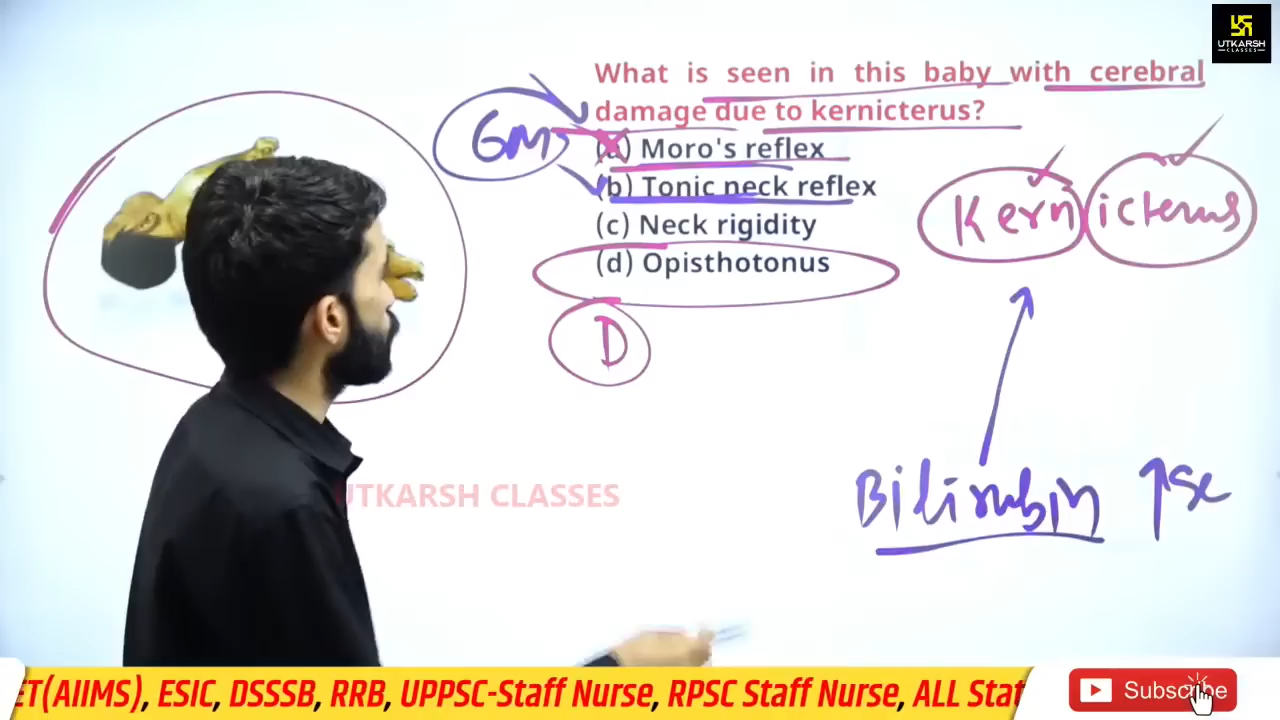 UTKARSH
CLASSES
What is seen in this baby with cerebral
damage due to kernicterus?
(a) Moro's reflex
(b) Tonic neck reflex
(c) Neck rigidity
(d) Opisthotonus
6M
D
Kern icterus
Bilirubin ↑se
UTKARSH CLASSES
ET(AIIMS), ESIC, DSSSB, RRB, UPPSC-Staff Nurse, RPSC Staff Nurse, ALL Stat
Subscribe